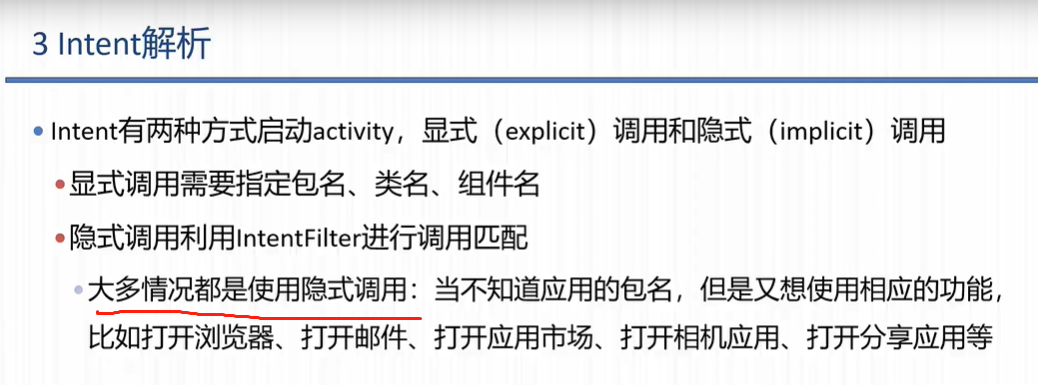 3 Intent解析
Intent有两种方式启动activity，显式（explicit）调用和隐式（implicit）调用
显式调用需要指定包名、类名、组件名
隐式调用利用IntentFilter进行调用匹配
大多情况都是使用隐式调用：当不知道应用的包名，但是又想使用相应的功能，
比如打开浏览器、打开邮件、打开应用市场、打开相机应用、打开分享应用等